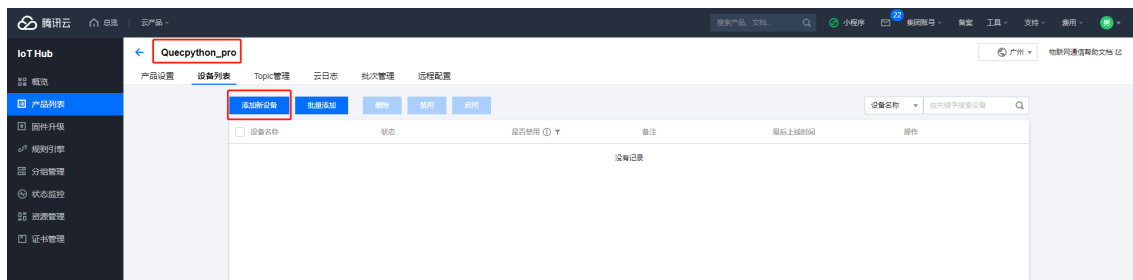 腾讯云 总览 云产品 搜索产品、文档... 小程序 22 集团账号 备案 工具 支持 费用
IoT Hub
Quecpython_pro
广州 物联网通信帮助文档
概览
产品设置 设备列表 Topic管理 云日志 批次管理 远程配置
产品列表
添加新设备 批量添加 删除 禁用 启用 设备名称 按关键字搜索设备
固件升级
设备名称 状态 是否禁用 备注 最后上线时间 操作
规则引擎
没有记录
分组管理
状态监控
资源管理
证书管理